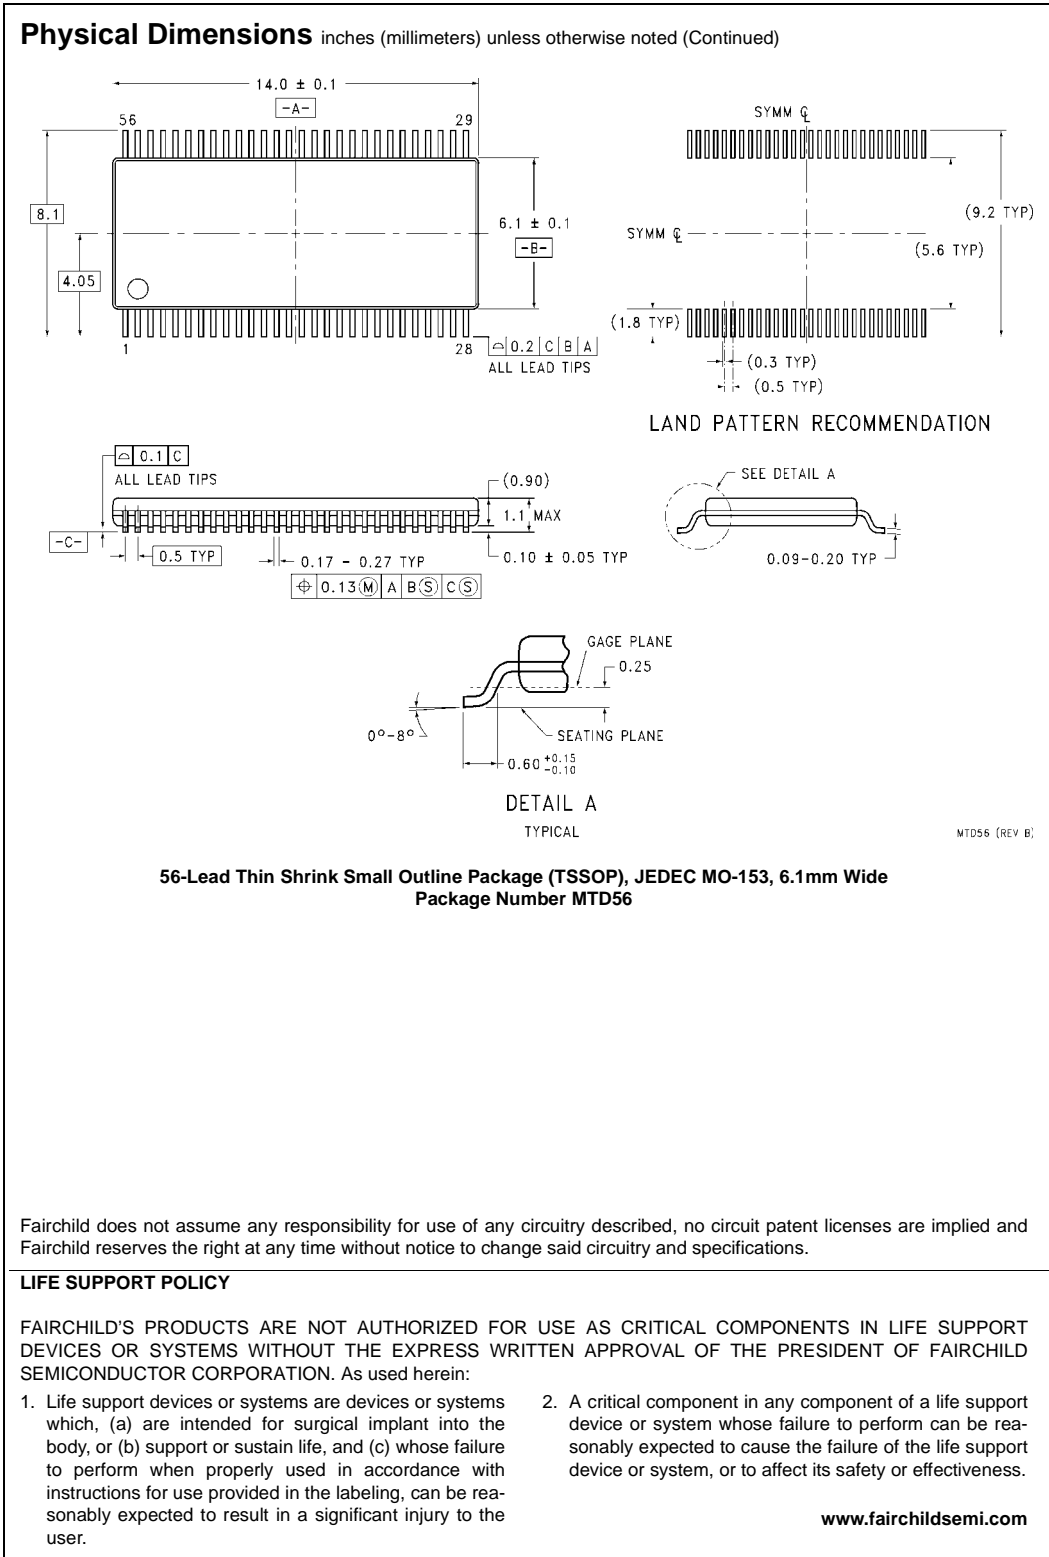 Physical Dimensions inches (millimeters) unless otherwise noted (Continued)
14.0 ± 0.1
-A-
56
29
8.1
4.05
6.1 ± 0.1
-B-
1
28
⌓ 0.2 C B A
ALL LEAD TIPS
SYMM ℄
SYMM ℄
(9.2 TYP)
(5.6 TYP)
(1.8 TYP)
(0.3 TYP)
(0.5 TYP)
LAND PATTERN RECOMMENDATION
⌓ 0.1 C
ALL LEAD TIPS
(0.90)
1.1 MAX
-C-
0.5 TYP
0.17 - 0.27 TYP
0.10 ± 0.05 TYP
⌖ 0.13Ⓜ A BⓈ CⓈ
SEE DETAIL A
0.09-0.20 TYP
GAGE PLANE
0.25
0°-8°
SEATING PLANE
0.60 +0.15 -0.10
DETAIL A
TYPICAL
MTD56 (REV B)
56-Lead Thin Shrink Small Outline Package (TSSOP), JEDEC MO-153, 6.1mm Wide
Package Number MTD56
Fairchild does not assume any responsibility for use of any circuitry described, no circuit patent licenses are implied and
Fairchild reserves the right at any time without notice to change said circuitry and specifications.
LIFE SUPPORT POLICY
FAIRCHILD'S PRODUCTS ARE NOT AUTHORIZED FOR USE AS CRITICAL COMPONENTS IN LIFE SUPPORT
DEVICES OR SYSTEMS WITHOUT THE EXPRESS WRITTEN APPROVAL OF THE PRESIDENT OF FAIRCHILD
SEMICONDUCTOR CORPORATION. As used herein:
1. Life support devices or systems are devices or systems
which, (a) are intended for surgical implant into the
body, or (b) support or sustain life, and (c) whose failure
to perform when properly used in accordance with
instructions for use provided in the labeling, can be rea-
sonably expected to result in a significant injury to the
user.
2. A critical component in any component of a life support
device or system whose failure to perform can be rea-
sonably expected to cause the failure of the life support
device or system, or to affect its safety or effectiveness.
www.fairchildsemi.com